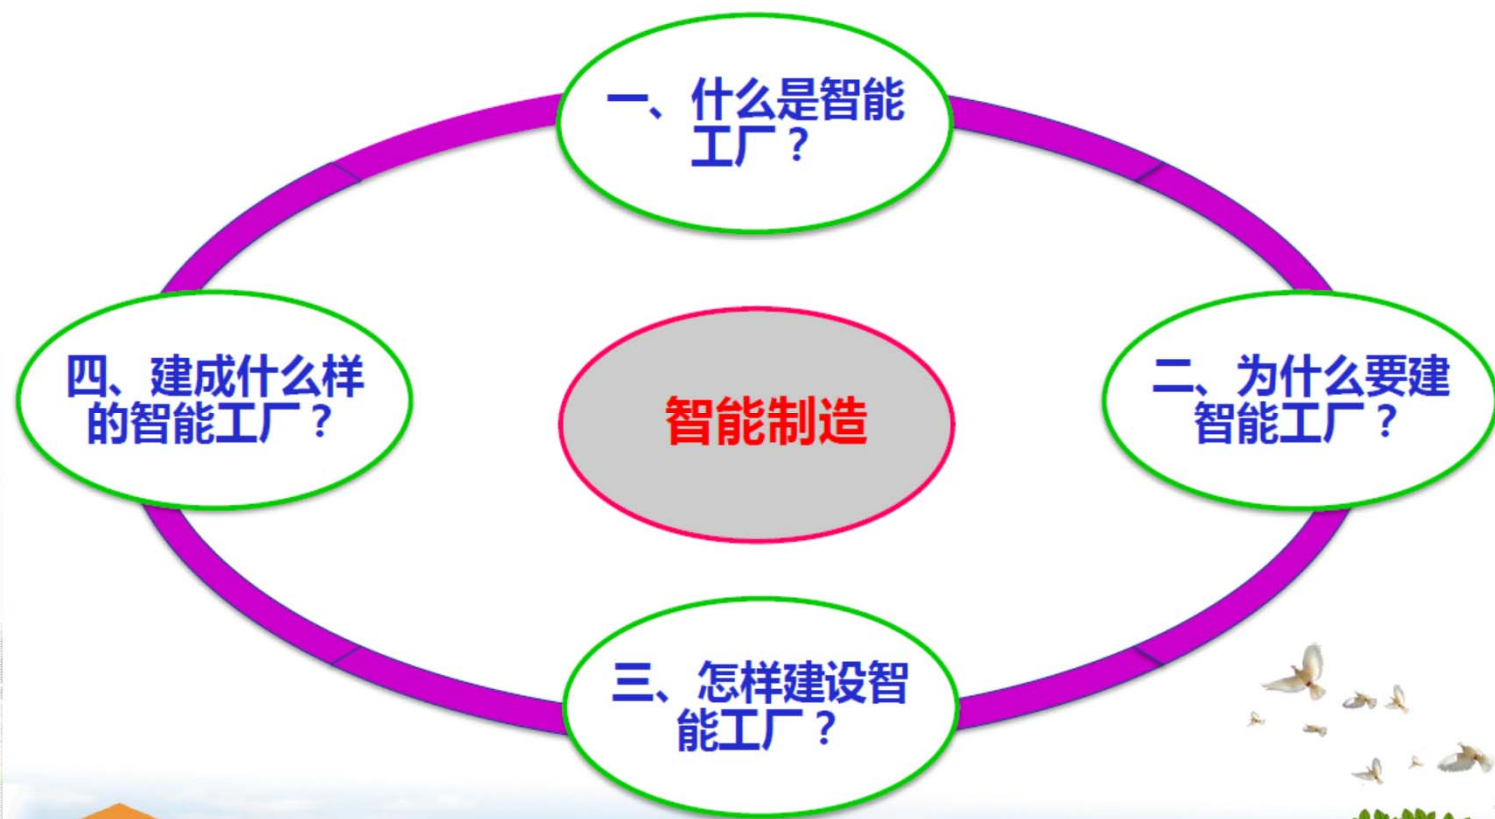 一、什么是智能
工厂？
二、为什么要建
智能工厂？
三、怎样建设智
能工厂？
四、建成什么样
的智能工厂？
智能制造